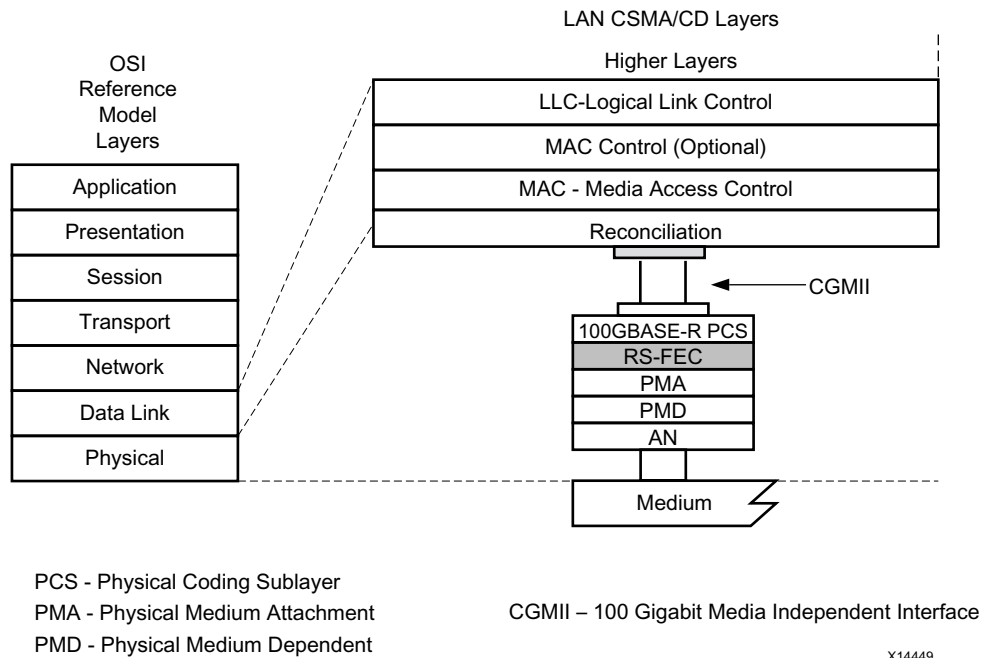 LAN CSMA/CD Layers
OSI
Reference
Model
Layers
Higher Layers
LLC-Logical Link Control
MAC Control (Optional)
MAC - Media Access Control
Reconciliation
Application
Presentation
Session
Transport
Network
Data Link
Physical
CGMII
100GBASE-R PCS
RS-FEC
PMA
PMD
AN
Medium
PCS - Physical Coding Sublayer
PMA - Physical Medium Attachment
PMD - Physical Medium Dependent
CGMII – 100 Gigabit Media Independent Interface
X14449